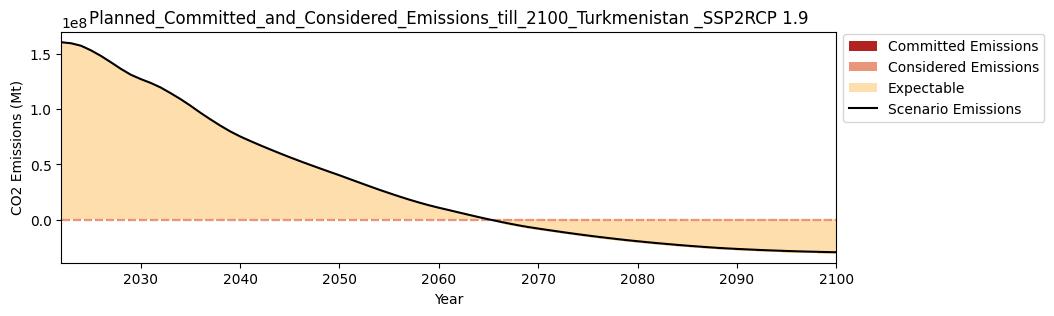 Planned_Committed_and_Considered_Emissions_till_2100_Turkmenistan _SSP2RCP 1.9
1e8
Committed Emissions
Considered Emissions
Expectable
Scenario Emissions
CO2 Emissions (Mt)
1.5
1.0
0.5
0.0
2030 2040 2050 2060 2070 2080 2090 2100
Year